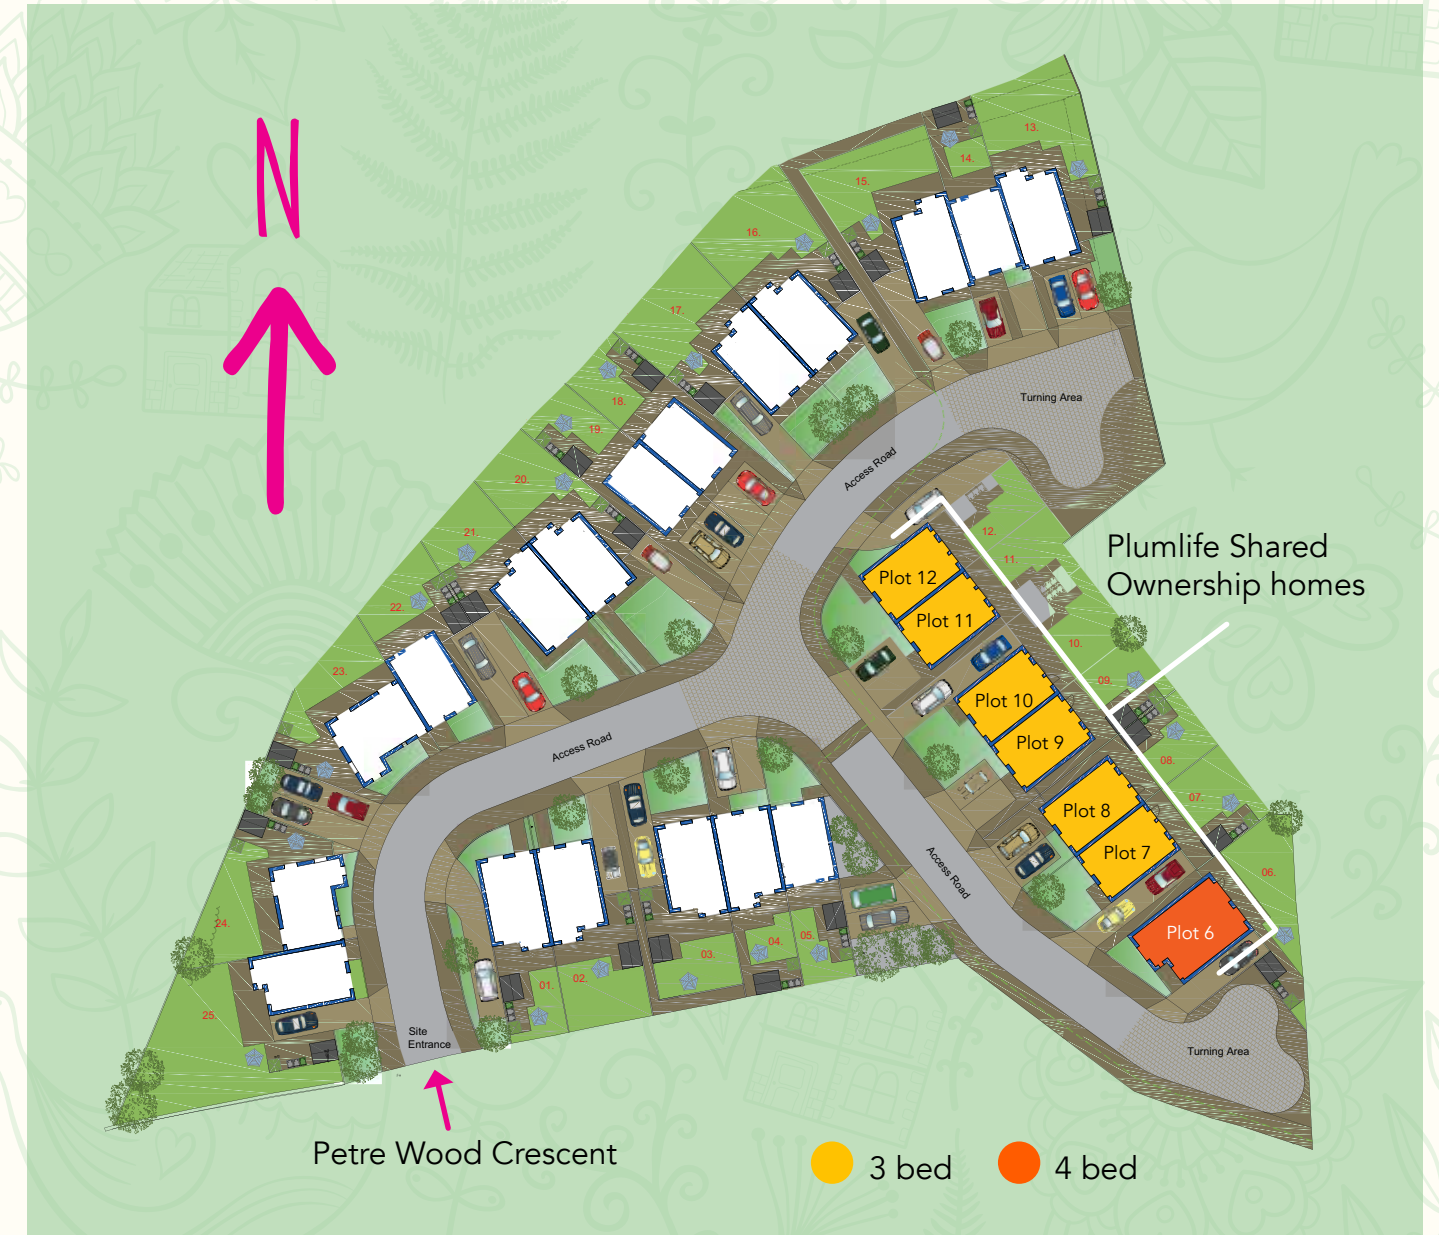 N
13.
14.
15.
16.
17.
Turning Area
18.
19.
Access Road
20.
21.
12.
11.
Plumlife Shared
Ownership homes
Plot 12
Plot 11
22.
10.
23.
09.
Plot 10
Plot 9
Access Road
08.
07.
Plot 8
Plot 7
Access Road
06.
24.
Plot 6
05.
04.
03.
02.
01.
25.
Site
Entrance
Turning Area
Petre Wood Crescent
3 bed
4 bed